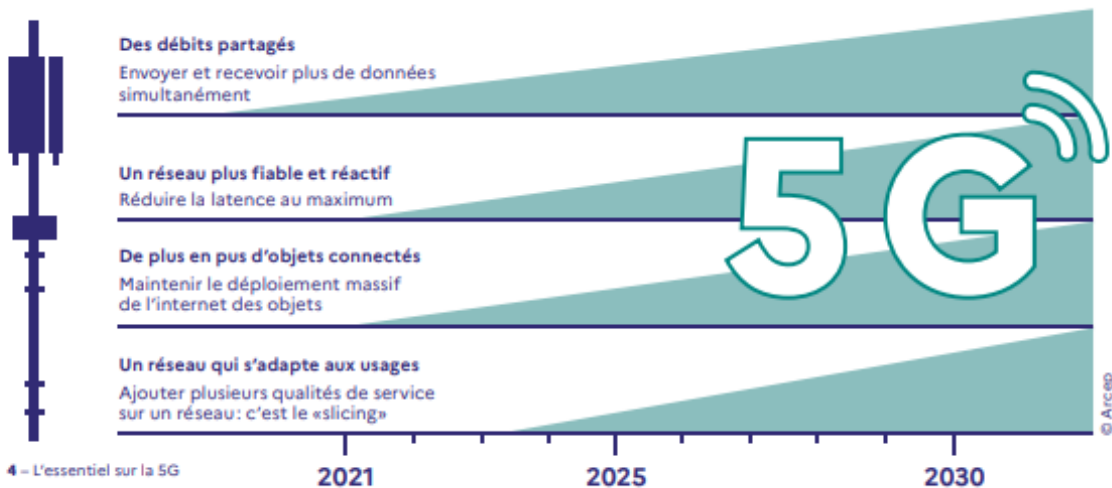 Des débits partagés
Envoyer et recevoir plus de données
simultanément
Un réseau plus fiable et réactif
Réduire la latence au maximum
De plus en pus d'objets connectés
Maintenir le déploiement massif
de l'internet des objets
Un réseau qui s'adapte aux usages
Ajouter plusieurs qualités de service
sur un réseau : c'est le «slicing»
5G
© Arcep
4 – L'essentiel sur la 5G
2021
2025
2030